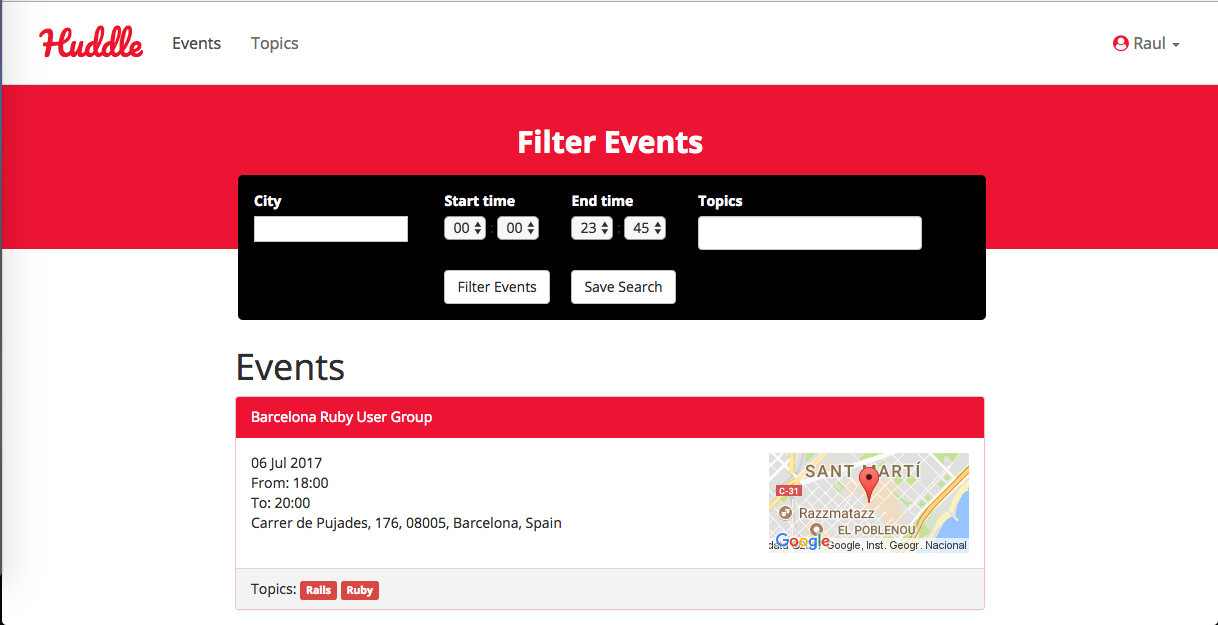 Huddle Events Topics Raul
Filter Events
City Start time End time Topics
00 : 00 23 : 45
Filter Events Save Search
Events
Barcelona Ruby User Group
06 Jul 2017
From: 18:00
To: 20:00
Carrer de Pujades, 176, 08005, Barcelona, Spain
SANT MARTÍ
C-31
Razzmatazz
EL POBLENOU
Google
Google, Inst. Geogr. Nacional
Topics: Rails Ruby